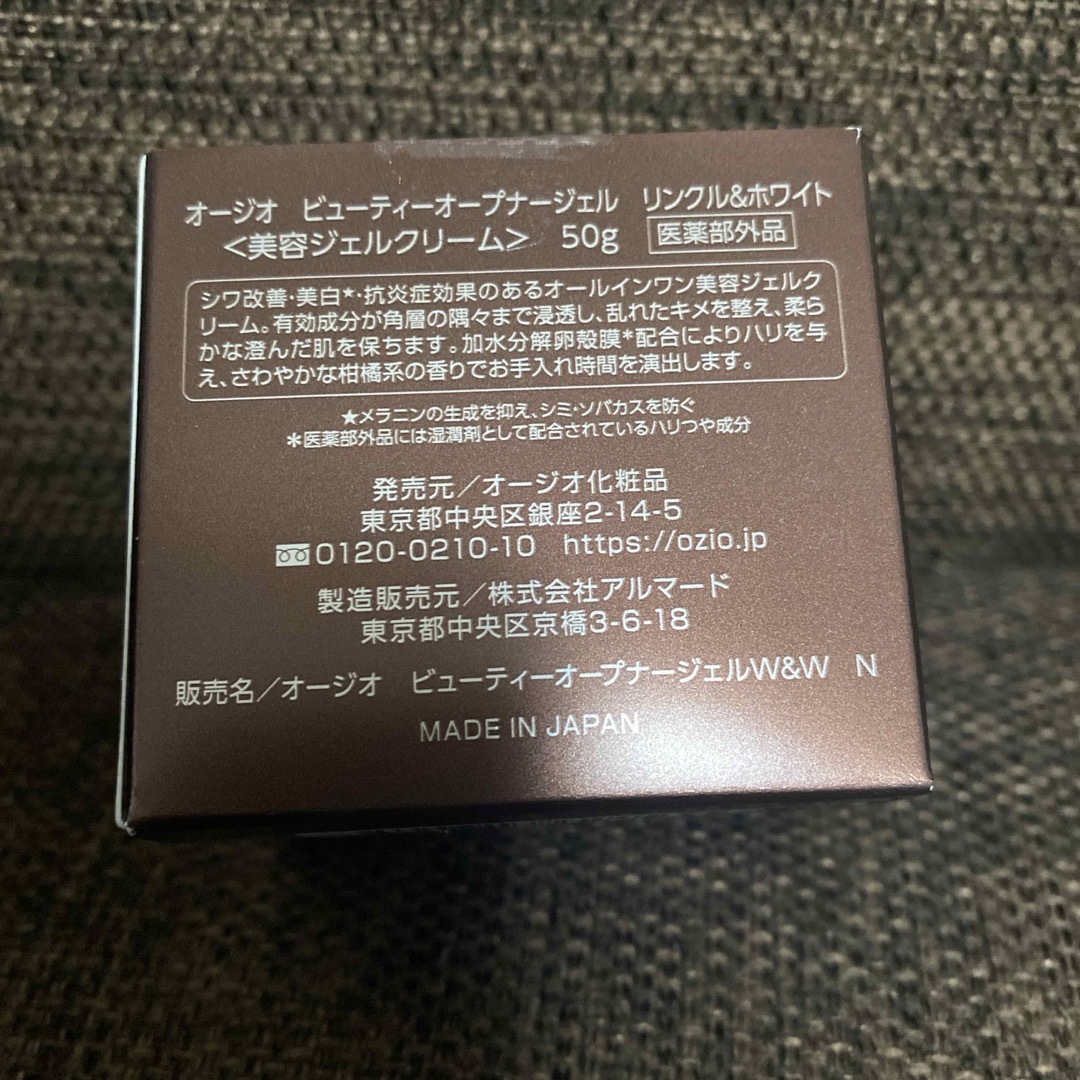 オージオ　ビューティーオープナージェル　リンクル&ホワイト
＜美容ジェルクリーム＞　50g　医薬部外品
シワ改善・美白★・抗炎症効果のあるオールインワン美容ジェルク
リーム。有効成分が角層の隅々まで浸透し、乱れたキメを整え、柔ら
かな澄んだ肌を保ちます。加水分解卵殻膜＊配合によりハリを与
え、さわやかな柑橘系の香りでお手入れ時間を演出します。
★メラニンの生成を抑え、シミ・ソバカスを防ぐ
＊医薬部外品には湿潤剤として配合されているハリつや成分
発売元／オージオ化粧品
東京都中央区銀座2-14-5
0120-0210-10　https://ozio.jp
製造販売元／株式会社アルマード
東京都中央区京橋3-6-18
販売名／オージオ　ビューティーオープナージェルW&W　N
MADE IN JAPAN